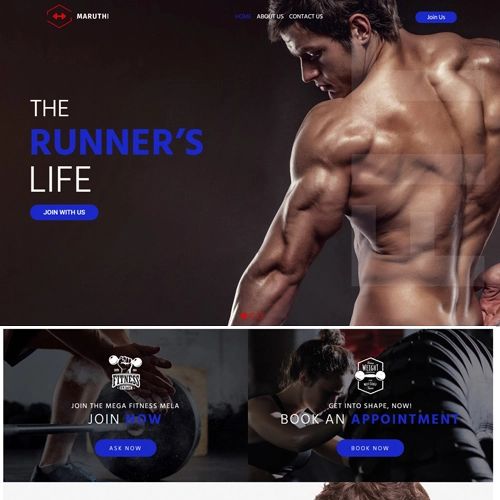 MARUTHI
HOME ABOUT US CONTACT US
Join Us
THE
RUNNER'S
LIFE
JOIN WITH US
FITNESS
CENTER
JOIN THE MEGA FITNESS MELA
JOIN NOW
ASK NOW
WEIGHT
GET INTO SHAPE, NOW!
BOOK AN APPOINTMENT
BOOK NOW